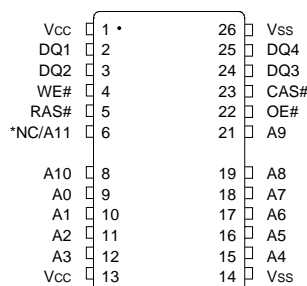 Vcc 1 26 Vss
DQ1 2 25 DQ4
DQ2 3 24 DQ3
WE# 4 23 CAS#
RAS# 5 22 OE#
*NC/A11 6 21 A9
A10 8 19 A8
A0 9 18 A7
A1 10 17 A6
A2 11 16 A5
A3 12 15 A4
Vcc 13 14 Vss